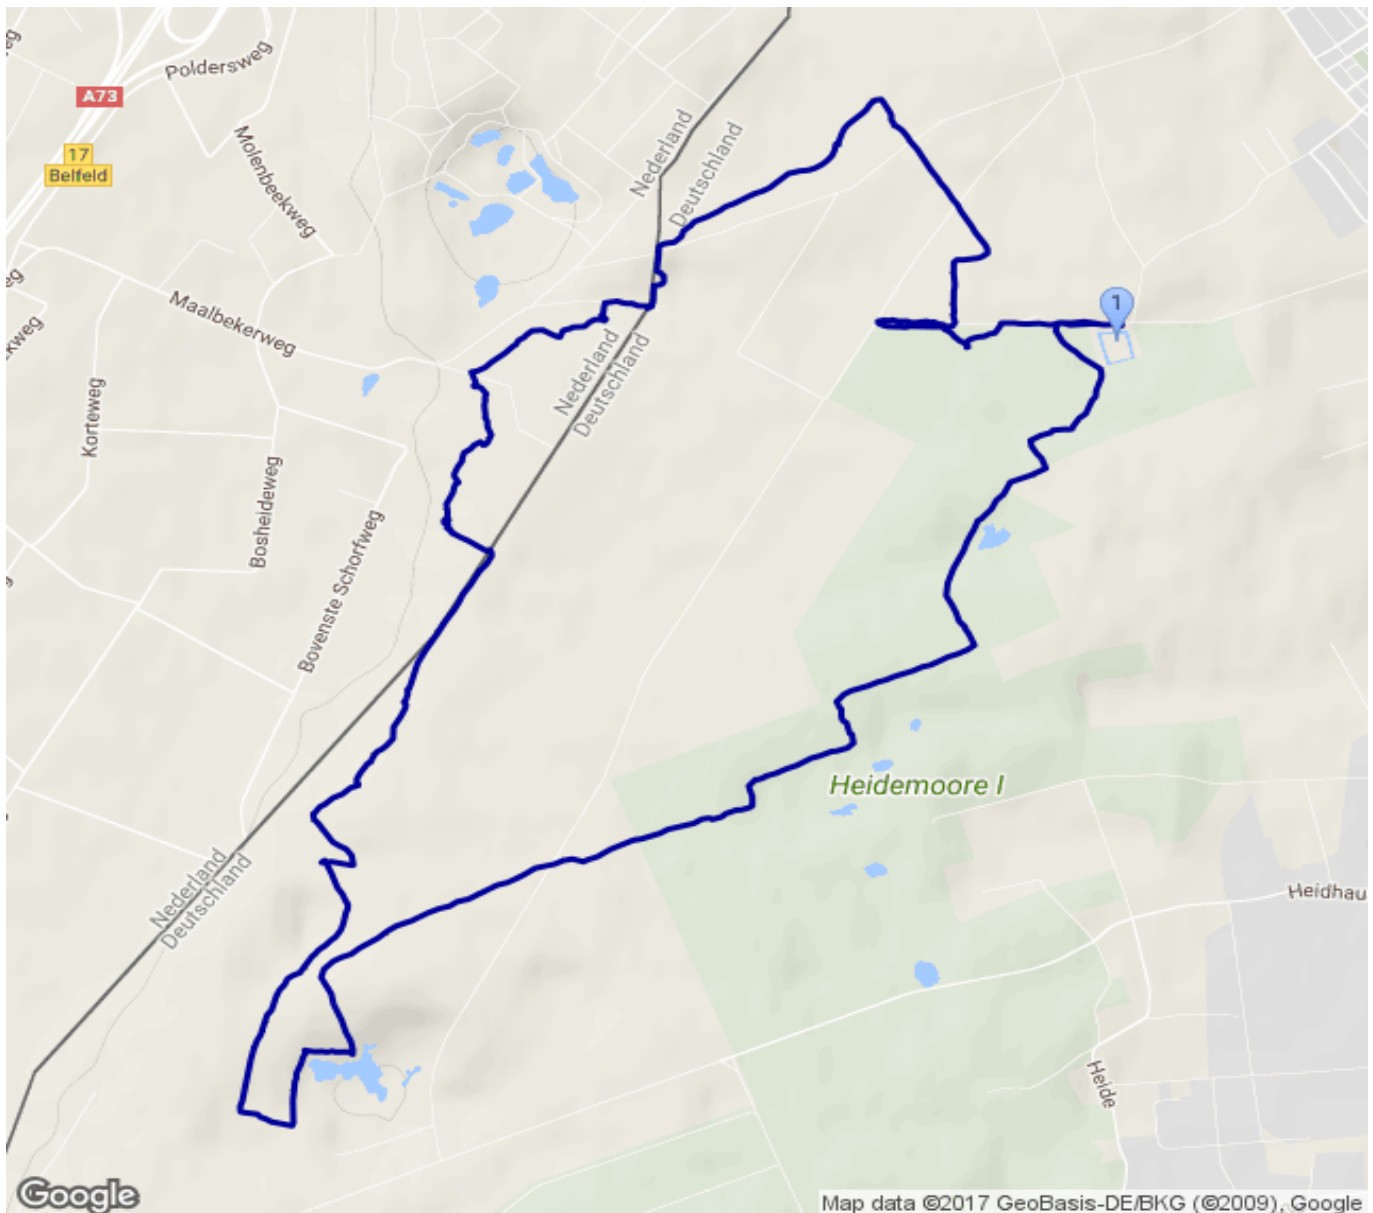 Poldersweg
A73
Molenbeekweg
17
Belfeld
Nederland
Deutschland
1
Maalbekerweg
Nederland
Deutschland
Korteweg
Bosheideweg
Bovenste Schorfweg
Heidemoore I
Nederland
Deutschland
Heidhau
Heide
Google
Map data ©2017 GeoBasis-DE/BKG (©2009), Google